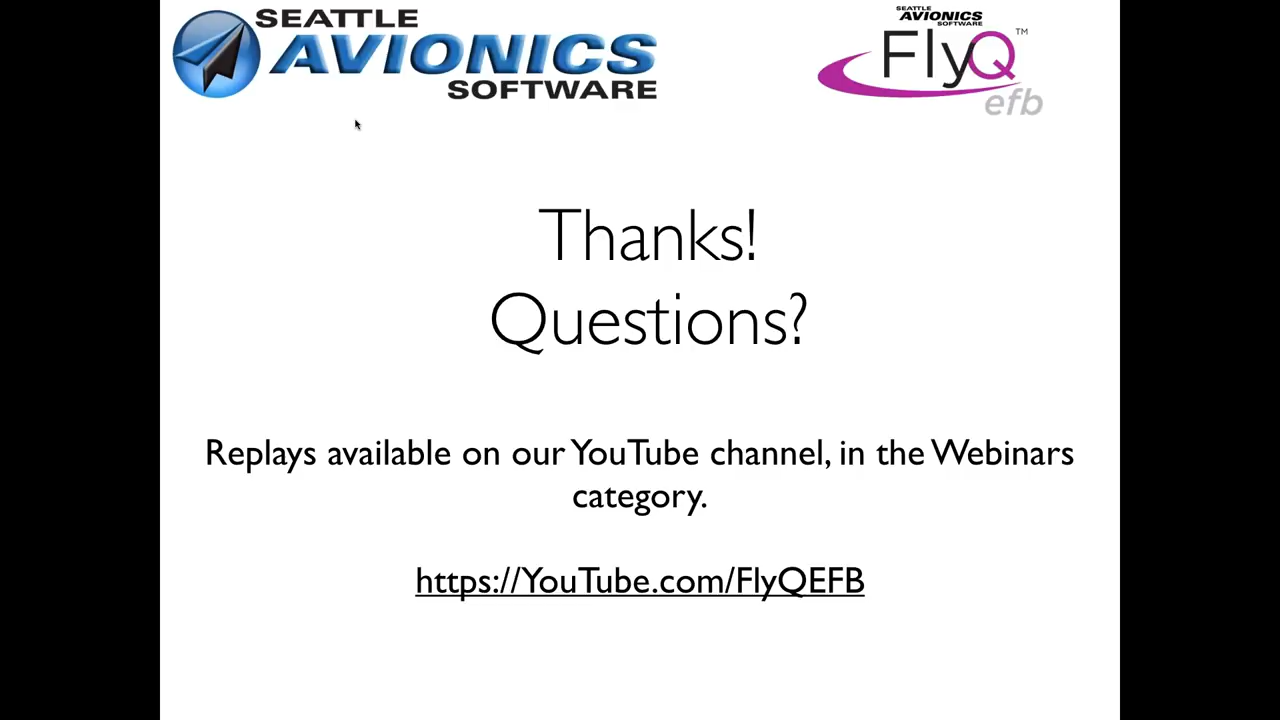 SEATTLE
AVIONICS
SOFTWARE
SEATTLE
AVIONICS
SOFTWARE
FlyQ™
efb
Thanks!
Questions?
Replays available on our YouTube channel, in the Webinars
category.
https://YouTube.com/FlyQEFB